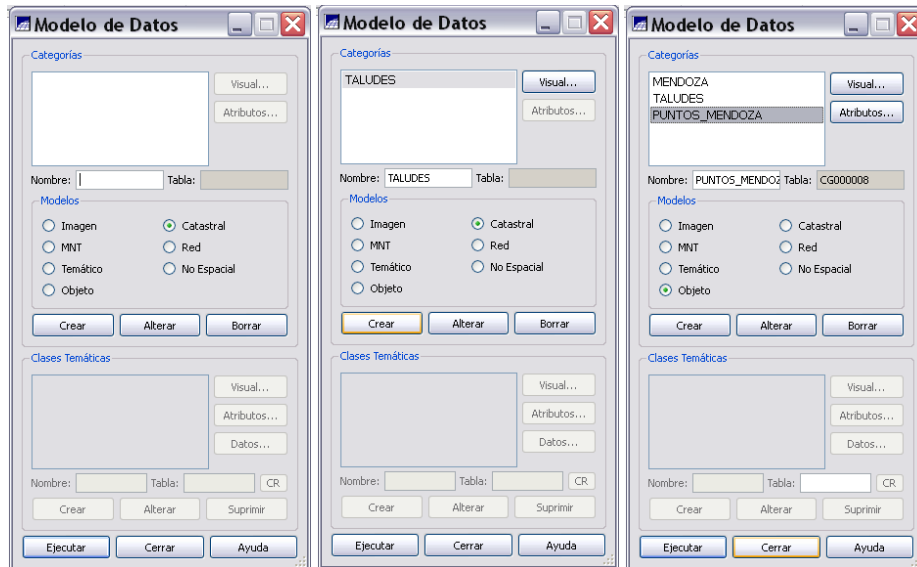 Modelo de Datos
Categorías
Visual...
Atributos...
Nombre: Tabla:
Modelos
Imagen Catastral
MNT Red
Temático No Espacial
Objeto
Crear Alterar Borrar
Clases Temáticas
Visual...
Atributos...
Datos...
Nombre: Tabla: CR
Crear Alterar Suprimir
Ejecutar Cerrar Ayuda
Modelo de Datos
Categorías
TALUDES Visual...
Atributos...
Nombre: TALUDES Tabla:
Modelos
Imagen Catastral
MNT Red
Temático No Espacial
Objeto
Crear Alterar Borrar
Clases Temáticas
Visual...
Atributos...
Datos...
Nombre: Tabla: CR
Crear Alterar Suprimir
Ejecutar Cerrar Ayuda
Modelo de Datos
Categorías
MENDOZA Visual...
TALUDES
PUNTOS_MENDOZA Atributos...
Nombre: PUNTOS_MENDOZ Tabla: CG000008
Modelos
Imagen Catastral
MNT Red
Temático No Espacial
Objeto
Crear Alterar Borrar
Clases Temáticas
Visual...
Atributos...
Datos...
Nombre: Tabla: CR
Crear Alterar Suprimir
Ejecutar Cerrar Ayuda